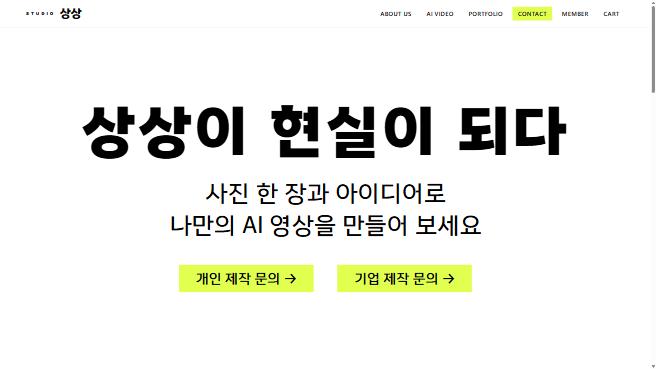 STUDIO 상상
ABOUT US AI VIDEO PORTFOLIO CONTACT MEMBER CART
상상이 현실이 되다
사진 한 장과 아이디어로
나만의 AI 영상을 만들어 보세요
개인 제작 문의 →
기업 제작 문의 →